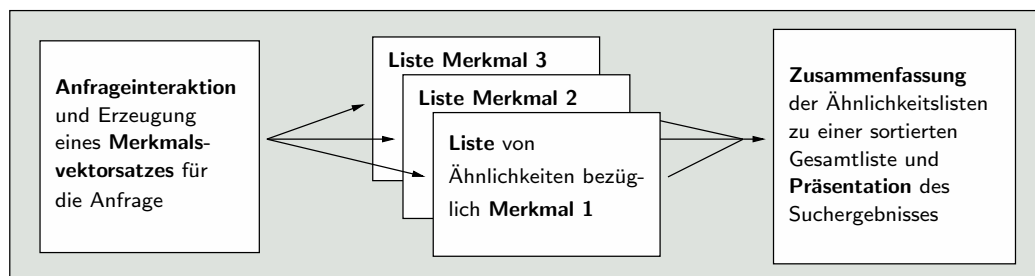 Anfrageinteraktion
und Erzeugung
eines Merkmals-
vektorsatzes für
die Anfrage
Liste Merkmal 3
Liste Merkmal 2
Liste von
Ähnlichkeiten bezüg-
lich Merkmal 1
Zusammenfassung
der Ähnlichkeitslisten
zu einer sortierten
Gesamtliste und
Präsentation des
Suchergebnisses